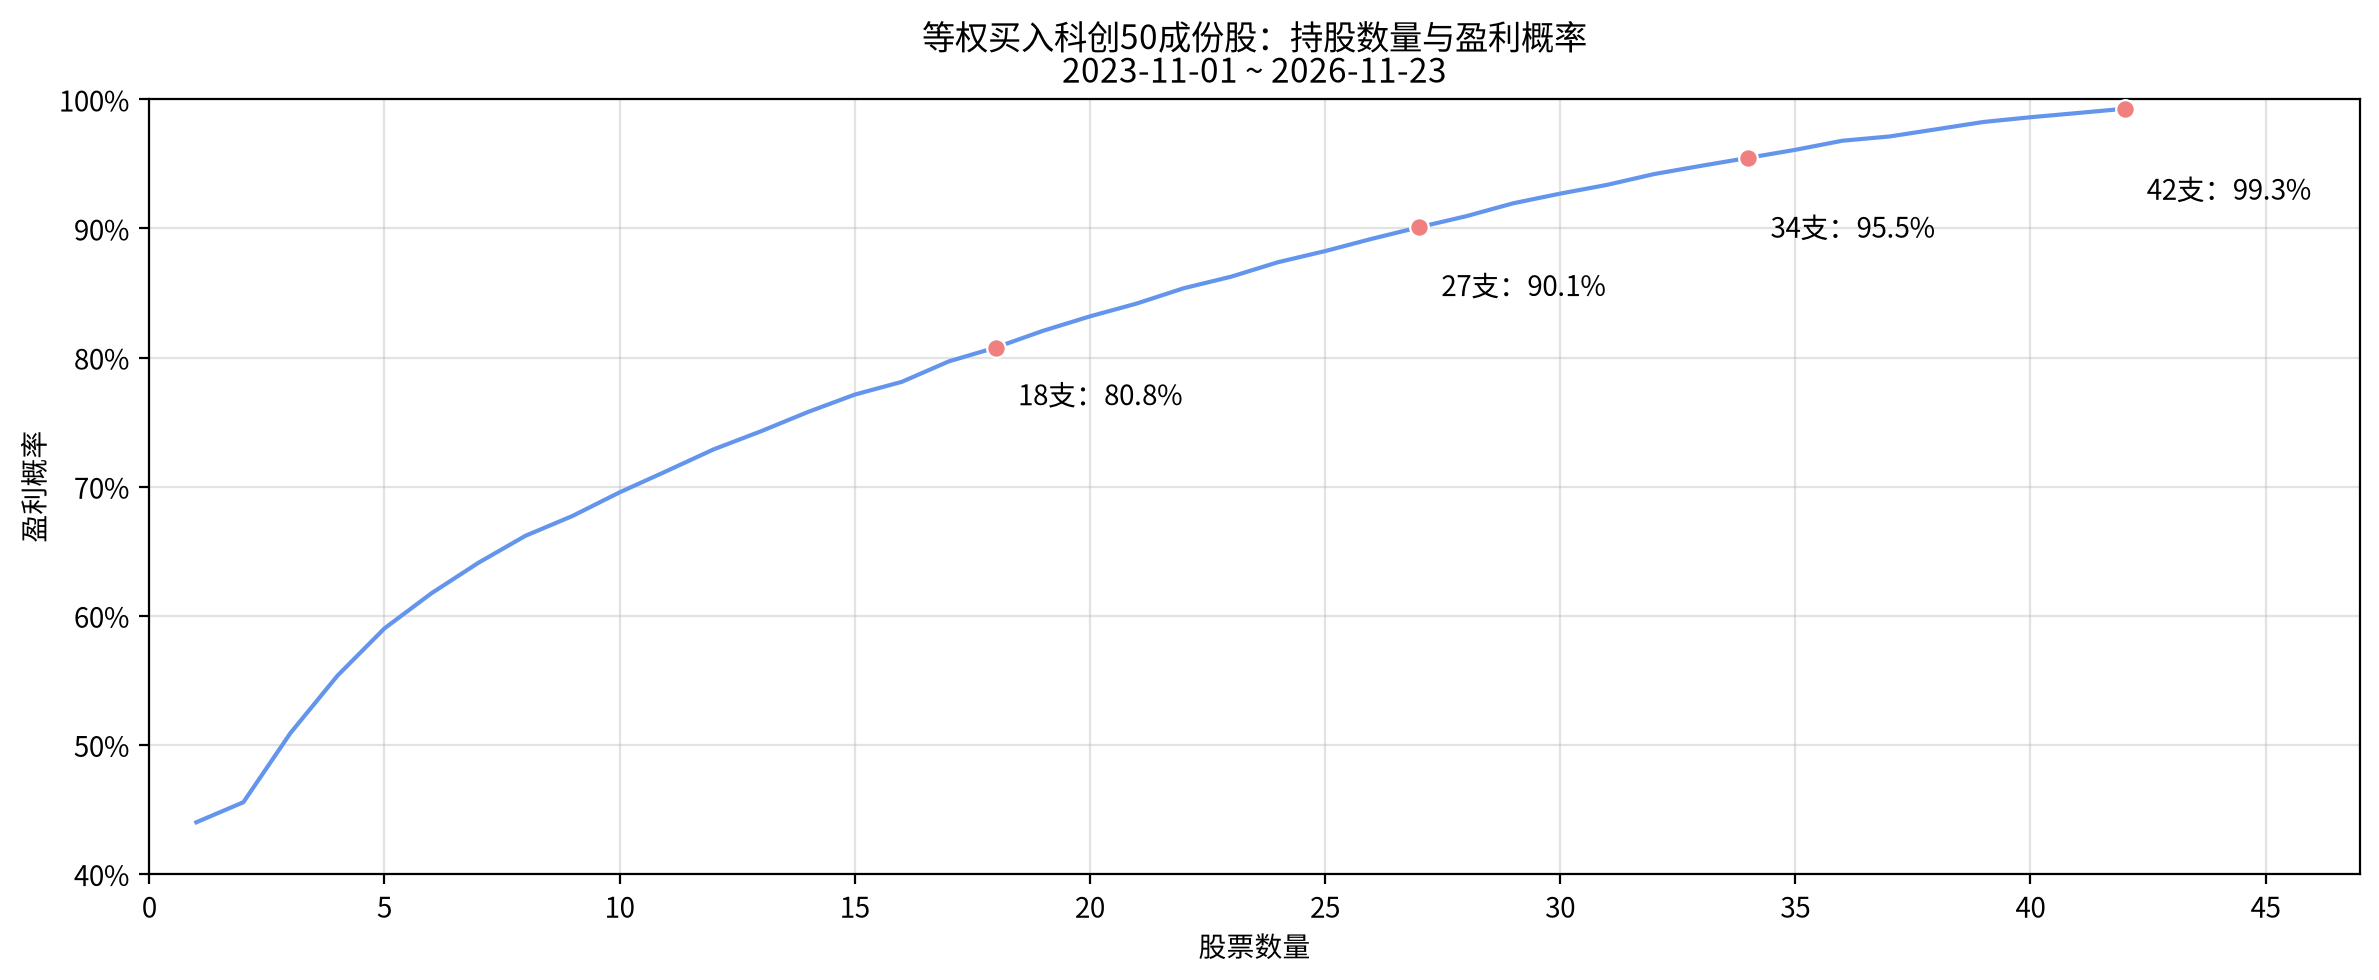 等权买入科创50成份股：持股数量与盈利概率
2023-11-01 ~ 2026-11-23
100%
90%
80%
70%
60%
50%
40%
盈利概率
42支：99.3%
34支：95.5%
27支：90.1%
18支：80.8%
0 5 10 15 20 25 30 35 40 45
股票数量